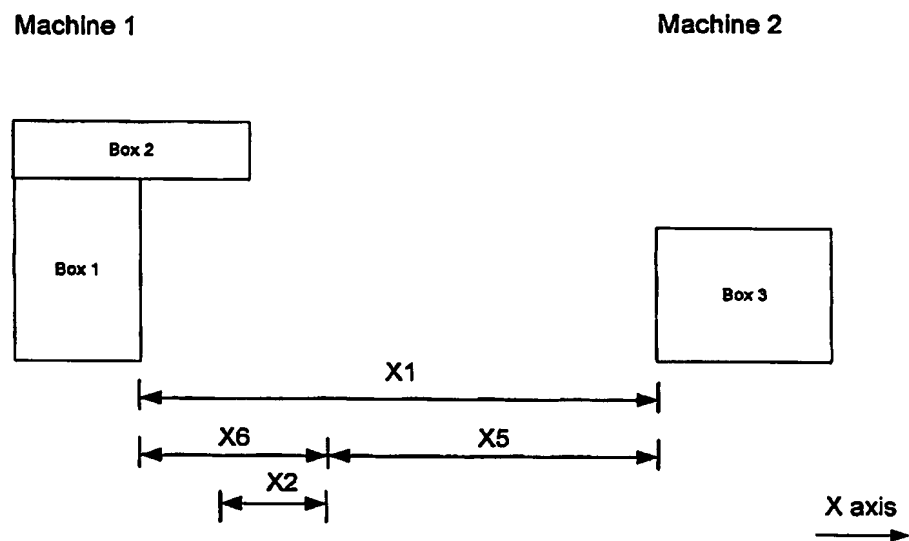 Machine 1
Machine 2
Box 2
Box 1
Box 3
X1
X6
X5
X2
X axis